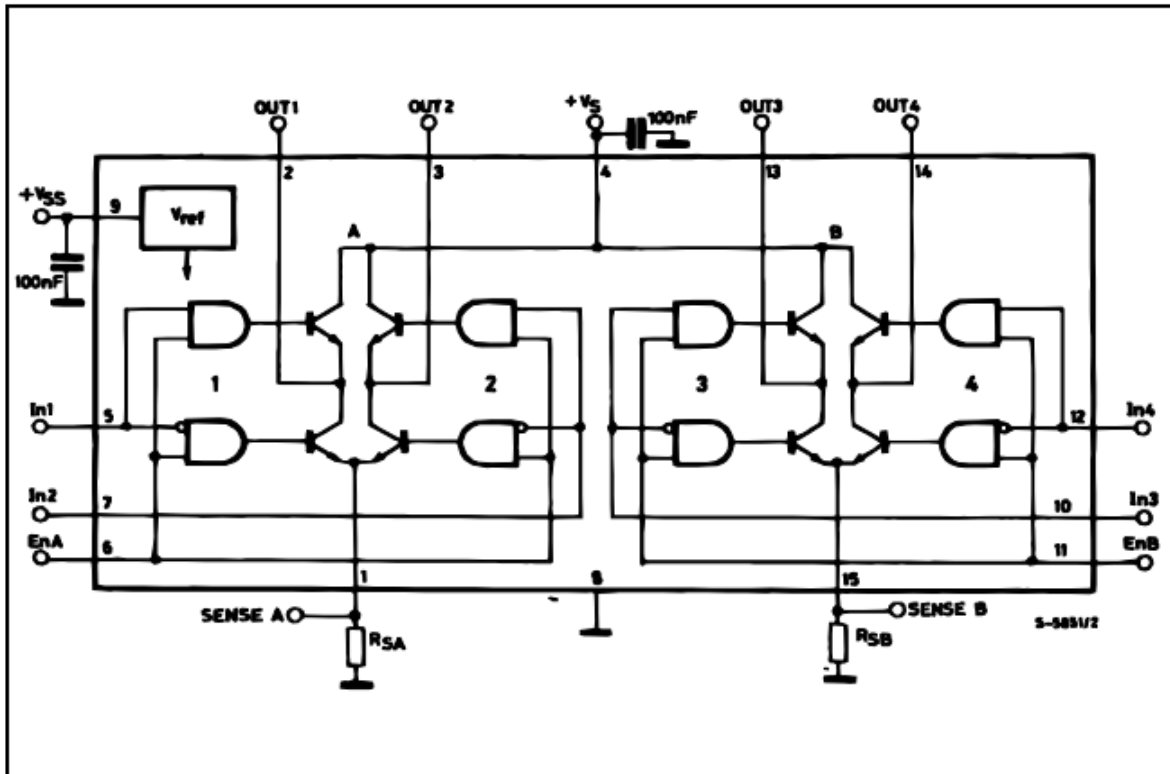 OUT1
OUT2
+VS
100nF
OUT3
OUT4
2
3
4
13
14
+VSS
9
Vref
100nF
A
B
1
2
3
4
In1
5
12
In4
In2
7
10
In3
EnA
6
11
EnB
1
8
15
SENSE A
RSA
SENSE B
RSB
S-5851/2